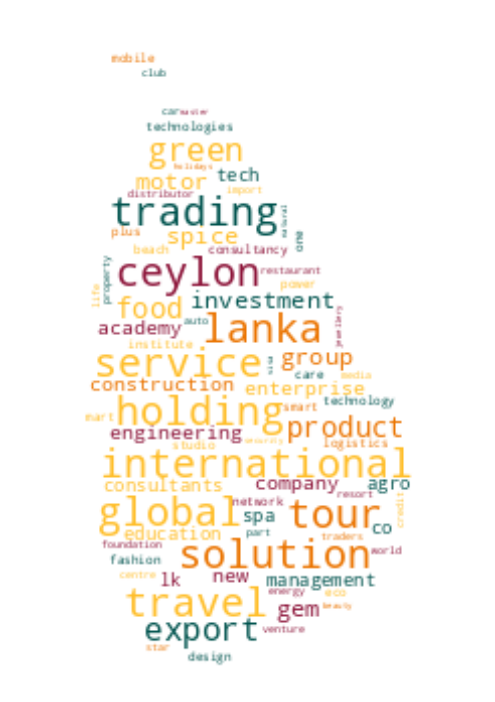 mobile
club
car master
technologies
green
holidays
motor tech
distributor import
trading natural
plus spice one
beach consultancy
ceylon restaurant
property power
life food investment
auto
academy lanka jewellery
institute
service visa group
care media
construction enterprise
mart holding smart technology
product
engineering security logistics
studio
international
consultants company agro
resort
global network tour credit
spa co
education part traders
foundation solution world
fashion
centre lk new management
travel energy eco
gem beauty
export venture
star
design